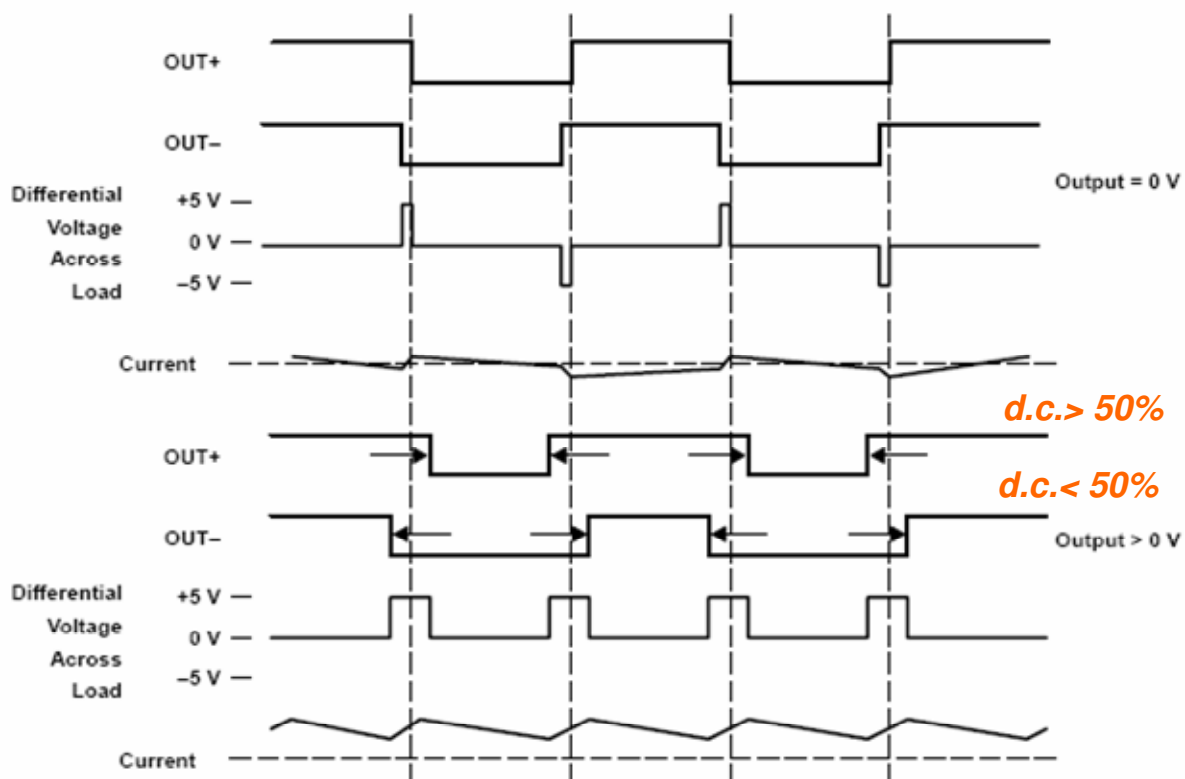 OUT+
OUT–
Output = 0 V
Differential
Voltage
Across
Load
+5 V
0 V
–5 V
Current
d.c.> 50%
OUT+
d.c.< 50%
OUT–
Output > 0 V
Differential
Voltage
Across
Load
+5 V
0 V
–5 V
Current